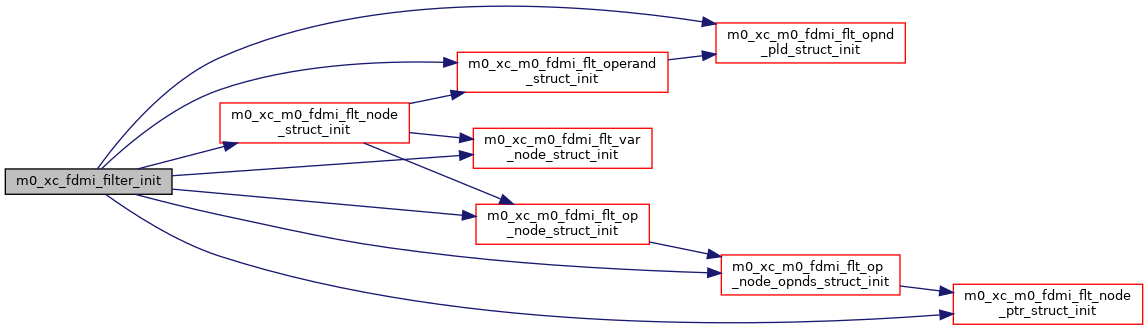 m0_xc_m0_fdmi_flt_opnd
_pld_struct_init
m0_xc_m0_fdmi_flt_operand
_struct_init
m0_xc_m0_fdmi_flt_node
_struct_init
m0_xc_m0_fdmi_flt_var
_node_struct_init
m0_xc_fdmi_filter_init
m0_xc_m0_fdmi_flt_op
_node_struct_init
m0_xc_m0_fdmi_flt_op
_node_opnds_struct_init
m0_xc_m0_fdmi_flt_node
_ptr_struct_init